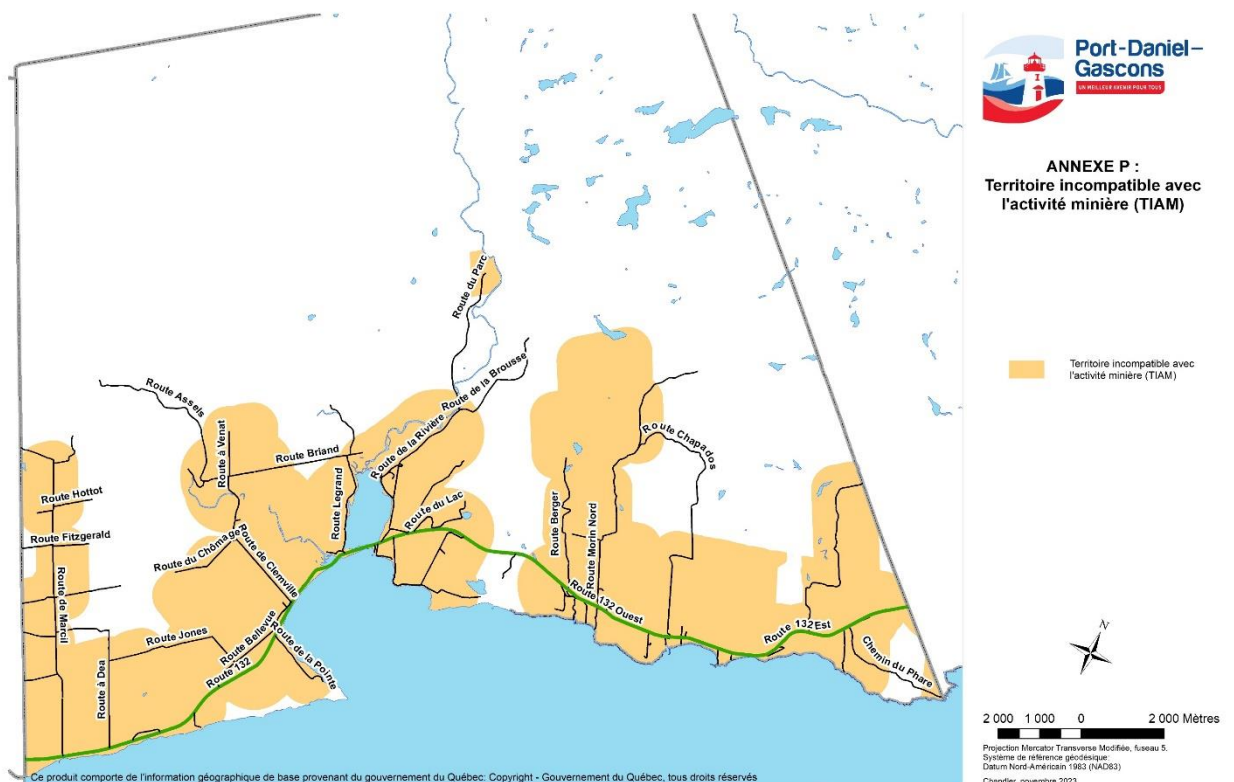 Port-Daniel–
Gascons
UN MEILLEUR AVENIR POUR TOUS
ANNEXE P :
Territoire incompatible avec
l'activité minière (TIAM)
Territoire incompatible avec
l'activité minière (TIAM)
Route du Parc
Route de la Brousse
Route de la Rivière
Route Assels
Route à Venat
Route Briand
Route Legrand
Route du Lac
Route Chapados
Route Berger
Route Morin Nord
Route Hottot
Route Fitzgerald
Route du Chômage
Route de Clemville
Route de Marcil
Route à Dea
Route Jones
Route Bellevue
Route 132
Route de la Pointe
Route 132 Ouest
Route 132 Est
Chemin du Phare
N
2 000 1 000 0 2 000 Mètres
Projection Mercator Transverse Modifiée, fuseau 5.
Système de référence géodésique:
Datum Nord-Américain 1983 (NAD83)
Chandler, novembre 2023
Ce produit comporte de l'information géographique de base provenant du gouvernement du Québec: Copyright - Gouvernement du Québec, tous droits réservés